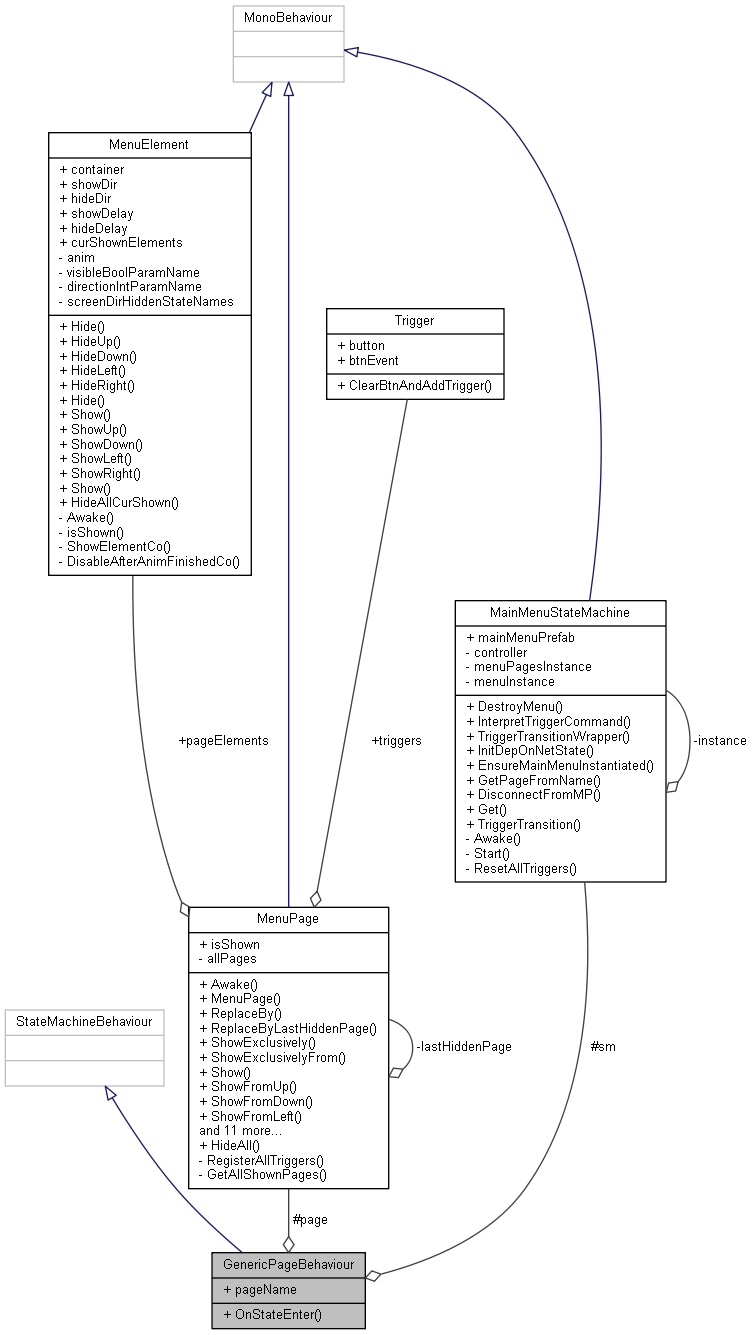 MonoBehaviour
MenuElement
+ container
+ showDir
+ hideDir
+ showDelay
+ hideDelay
+ curShownElements
- anim
- visibleBoolParamName
- directionIntParamName
- screenDirHiddenStateNames
+ Hide()
+ HideUp()
+ HideDown()
+ HideLeft()
+ HideRight()
+ Hide()
+ Show()
+ ShowUp()
+ ShowDown()
+ ShowLeft()
+ ShowRight()
+ Show()
+ HideAllCurShown()
- Awake()
- isShown()
- ShowElementCo()
- DisableAfterAnimFinishedCo()
Trigger
+ button
+ btnEvent
+ ClearBtnAndAddTrigger()
MainMenuStateMachine
+ mainMenuPrefab
- controller
- menuPagesInstance
- menuInstance
+ DestroyMenu()
+ InterpretTriggerCommand()
+ TriggerTransitionWrapper()
+ InitDepOnNetState()
+ EnsureMainMenuInstantiated()
+ GetPageFromName()
+ DisconnectFromMP()
+ Get()
+ TriggerTransition()
- Awake()
- Start()
- ResetAllTriggers()
-instance
+pageElements
+triggers
MenuPage
+ isShown
- allPages
+ Awake()
+ MenuPage()
+ ReplaceBy()
+ ReplaceByLastHiddenPage()
+ ShowExclusively()
+ ShowExclusivelyFrom()
+ Show()
+ ShowFromUp()
+ ShowFromDown()
+ ShowFromLeft()
and 11 more...
+ HideAll()
- RegisterAllTriggers()
- GetAllShownPages()
-lastHiddenPage
StateMachineBehaviour
#sm
#page
GenericPageBehaviour
+ pageName
+ OnStateEnter()